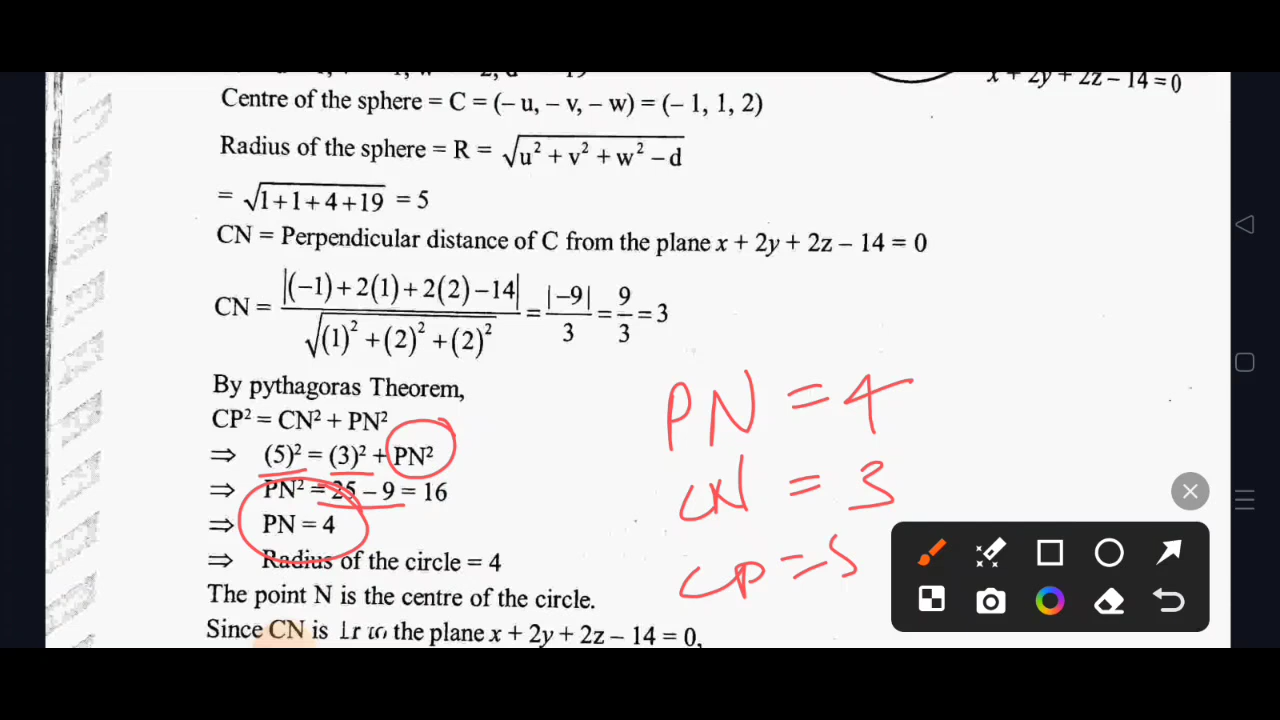 x + 2y + 2z – 14 = 0
Centre of the sphere = C = (– u, – v, – w) = (– 1, 1, 2)
Radius of the sphere = R = √(u² + v² + w² – d)
= √(1+1+4+19) = 5
CN = Perpendicular distance of C from the plane x + 2y + 2z – 14 = 0
CN = |(–1)+2(1)+2(2)–14| / √((1)² +(2)² +(2)²) = |–9| / 3 = 9/3 = 3
By pythagoras Theorem,
CP² = CN² + PN²
⇒ (5)² = (3)² + PN²
⇒ PN² = 25 – 9 = 16
⇒ PN = 4
⇒ Radius of the circle = 4
The point N is the centre of the circle.
Since CN is ⊥r to the plane x + 2y + 2z – 14 = 0,
PN = 4
CN = 3
CP = 5